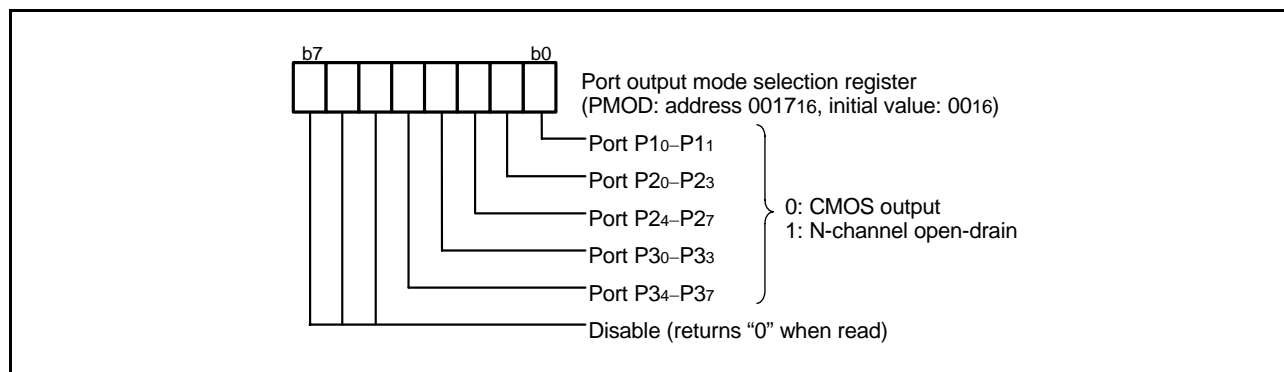 b7 b0
Port output mode selection register
(PMOD: address 001716, initial value: 0016)
Port P10–P11
Port P20–P23
Port P24–P27
Port P30–P33
Port P34–P37
0: CMOS output
1: N-channel open-drain
Disable (returns “0” when read)